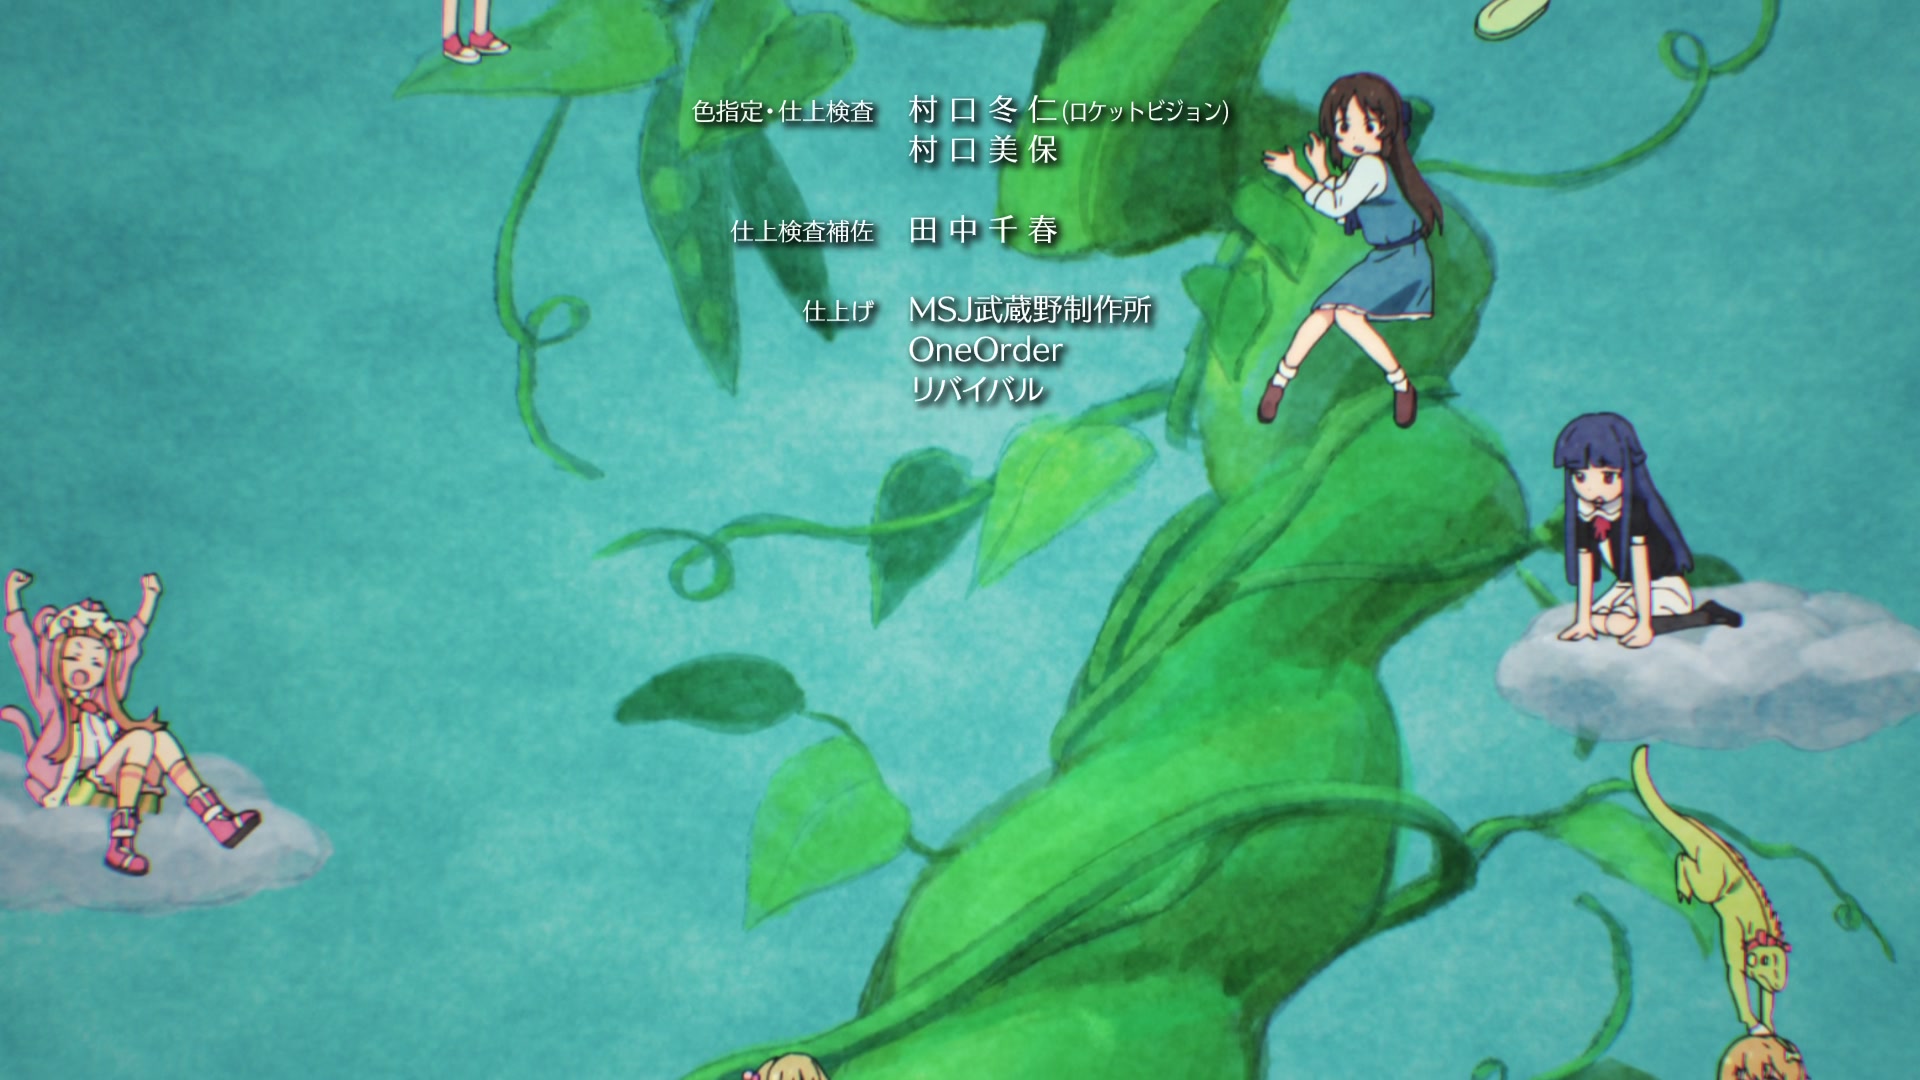 色指定・仕上検査 村口冬仁(ロケットビジョン)
村口美保
仕上検査補佐 田中千春
仕上げ MSJ武蔵野制作所
OneOrder
リバイバル